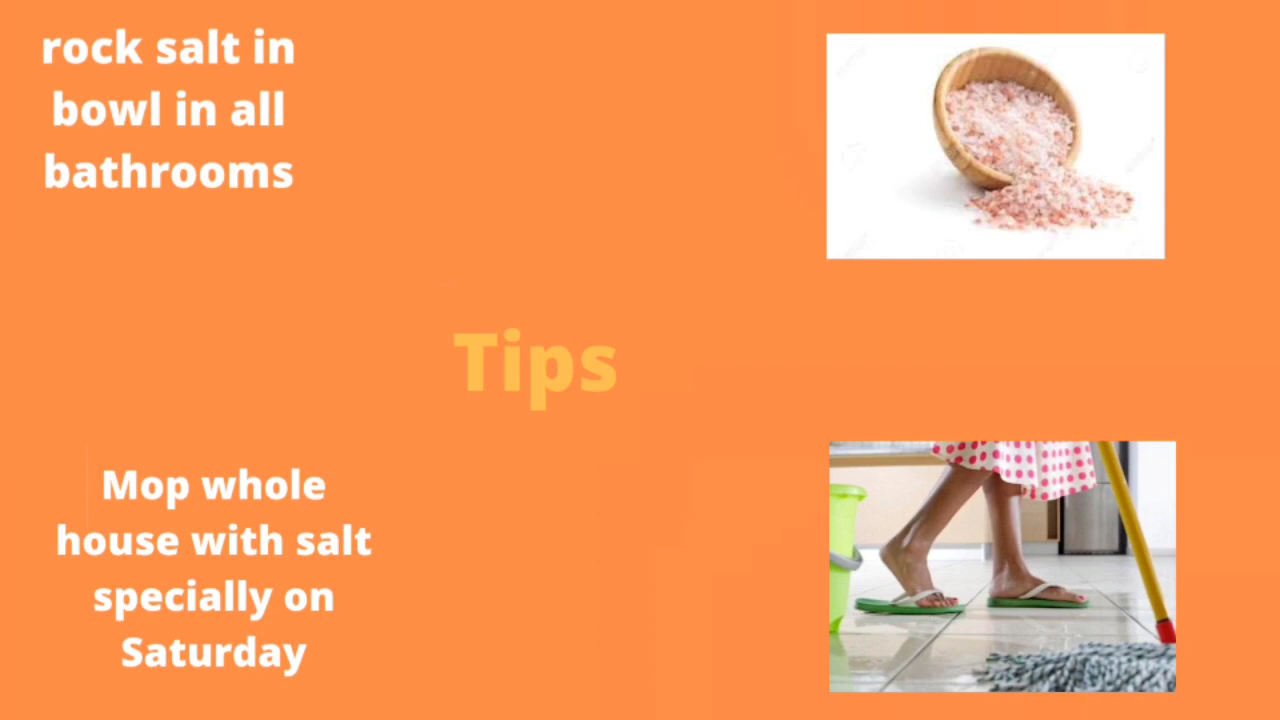 rock salt in
bowl in all
bathrooms
Tips
Mop whole
house with salt
specially on
Saturday